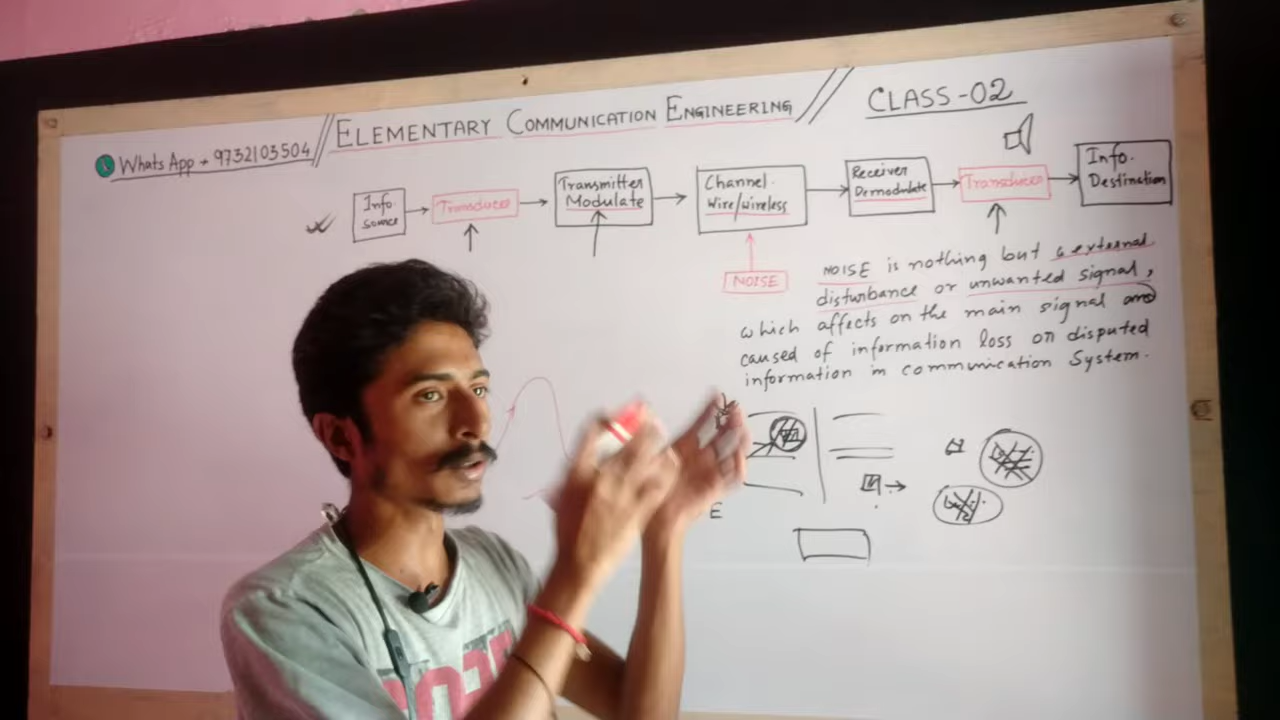 WhatsApp - 9732103504 // ELEMENTARY COMMUNICATION ENGINEERING // CLASS-02
Info. source
Transducer
Transmitter Modulate
Channel. Wire/wireless
Receiver Demodulate
Transducer
Info. Destination
NOISE
NOISE is nothing but a external
disturbance or unwanted signal,
which affects on the main signal and
caused of information loss or disputed
information in communication System.
E